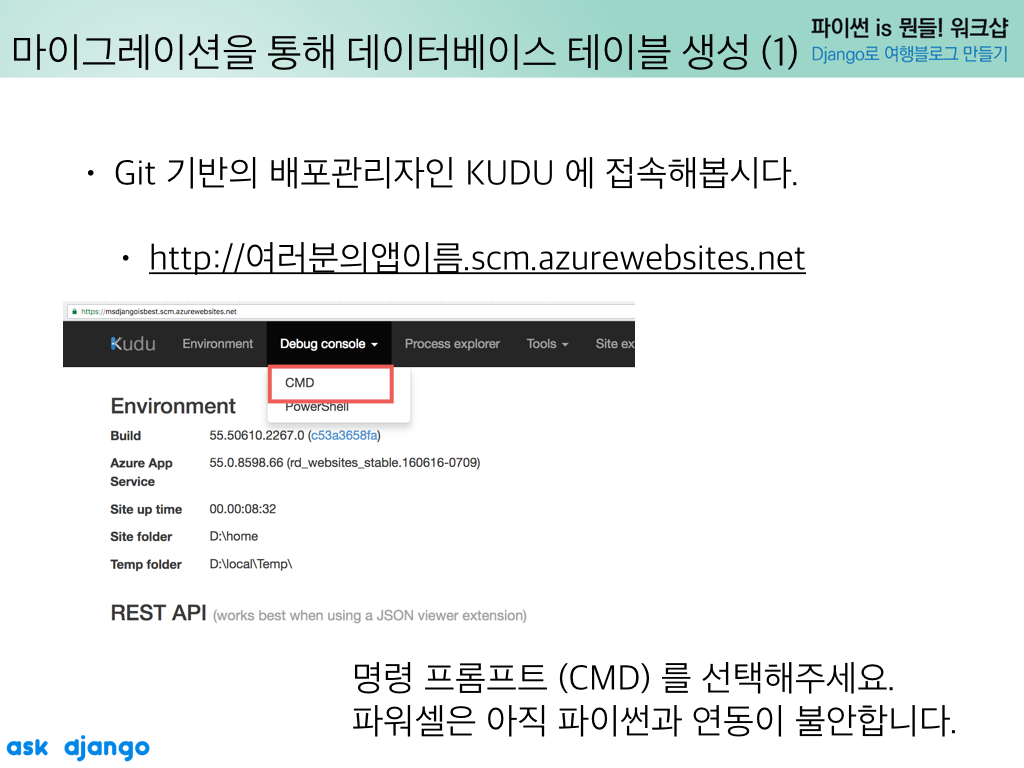 마이그레이션을 통해 데이터베이스 테이블 생성 (1)
파이썬 is 뭔들! 워크샵
Django로 여행블로그 만들기
• Git 기반의 배포관리자인 KUDU 에 접속해봅시다.
• http://여러분의앱이름.scm.azurewebsites.net
https://msdjangoisbest.scm.azurewebsites.net
Kudu Environment Debug console Process explorer Tools Site ex
CMD
PowerShell
Environment
Build 55.50610.2267.0 (c53a3658fa)
Azure App Service 55.0.8598.66 (rd_websites_stable.160616-0709)
Site up time 00.00:08:32
Site folder D:\home
Temp folder D:\local\Temp\
REST API (works best when using a JSON viewer extension)
명령 프롬프트 (CMD) 를 선택해주세요.
파워셀은 아직 파이썬과 연동이 불안합니다.
ask django